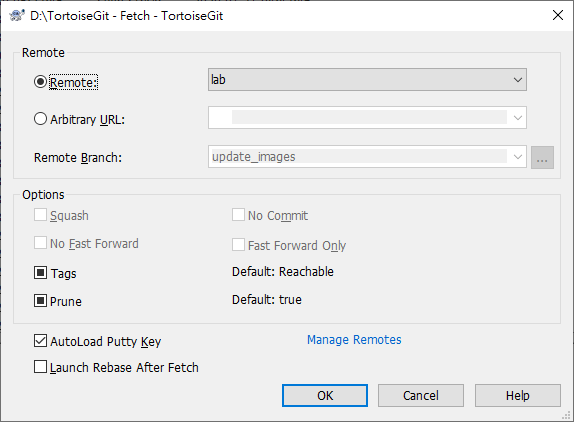 D:\TortoiseGit - Fetch - TortoiseGit
Remote
Remote:
lab
Arbitrary URL:
Remote Branch:
update_images
...
Options
Squash
No Commit
No Fast Forward
Fast Forward Only
Tags
Default: Reachable
Prune
Default: true
AutoLoad Putty Key
Manage Remotes
Launch Rebase After Fetch
OK
Cancel
Help